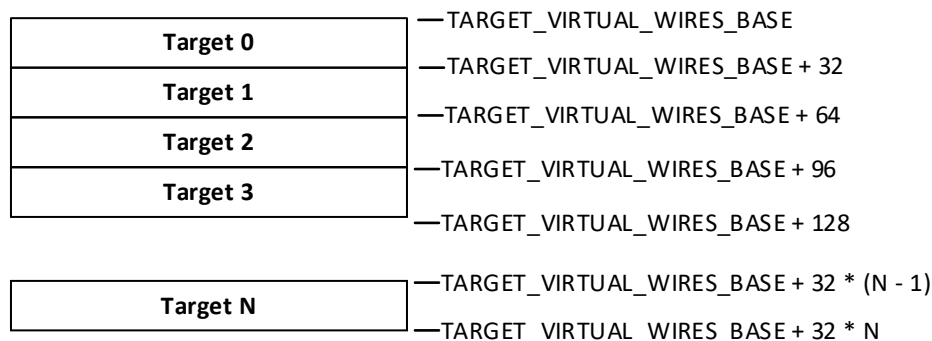 TARGET_VIRTUAL_WIRES_BASE
Target 0
TARGET_VIRTUAL_WIRES_BASE + 32
Target 1
TARGET_VIRTUAL_WIRES_BASE + 64
Target 2
TARGET_VIRTUAL_WIRES_BASE + 96
Target 3
TARGET_VIRTUAL_WIRES_BASE + 128
TARGET_VIRTUAL_WIRES_BASE + 32 * (N - 1)
Target N
TARGET VIRTUAL WIRES BASE + 32 * N